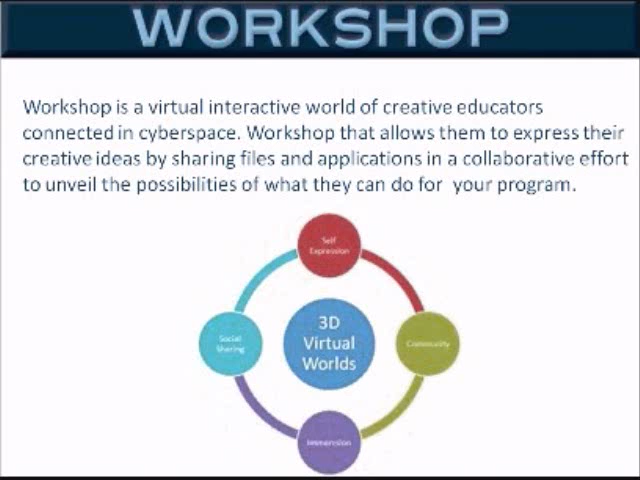 WORKSHOP
Workshop is a virtual interactive world of creative educators
connected in cyberspace. Workshop that allows them to express their
creative ideas by sharing files and applications in a collaborative effort
to unveil the possibilities of what they can do for your program.
Self
Expression
3D
Virtual
Worlds
Social
Sharing
Community
Immersion